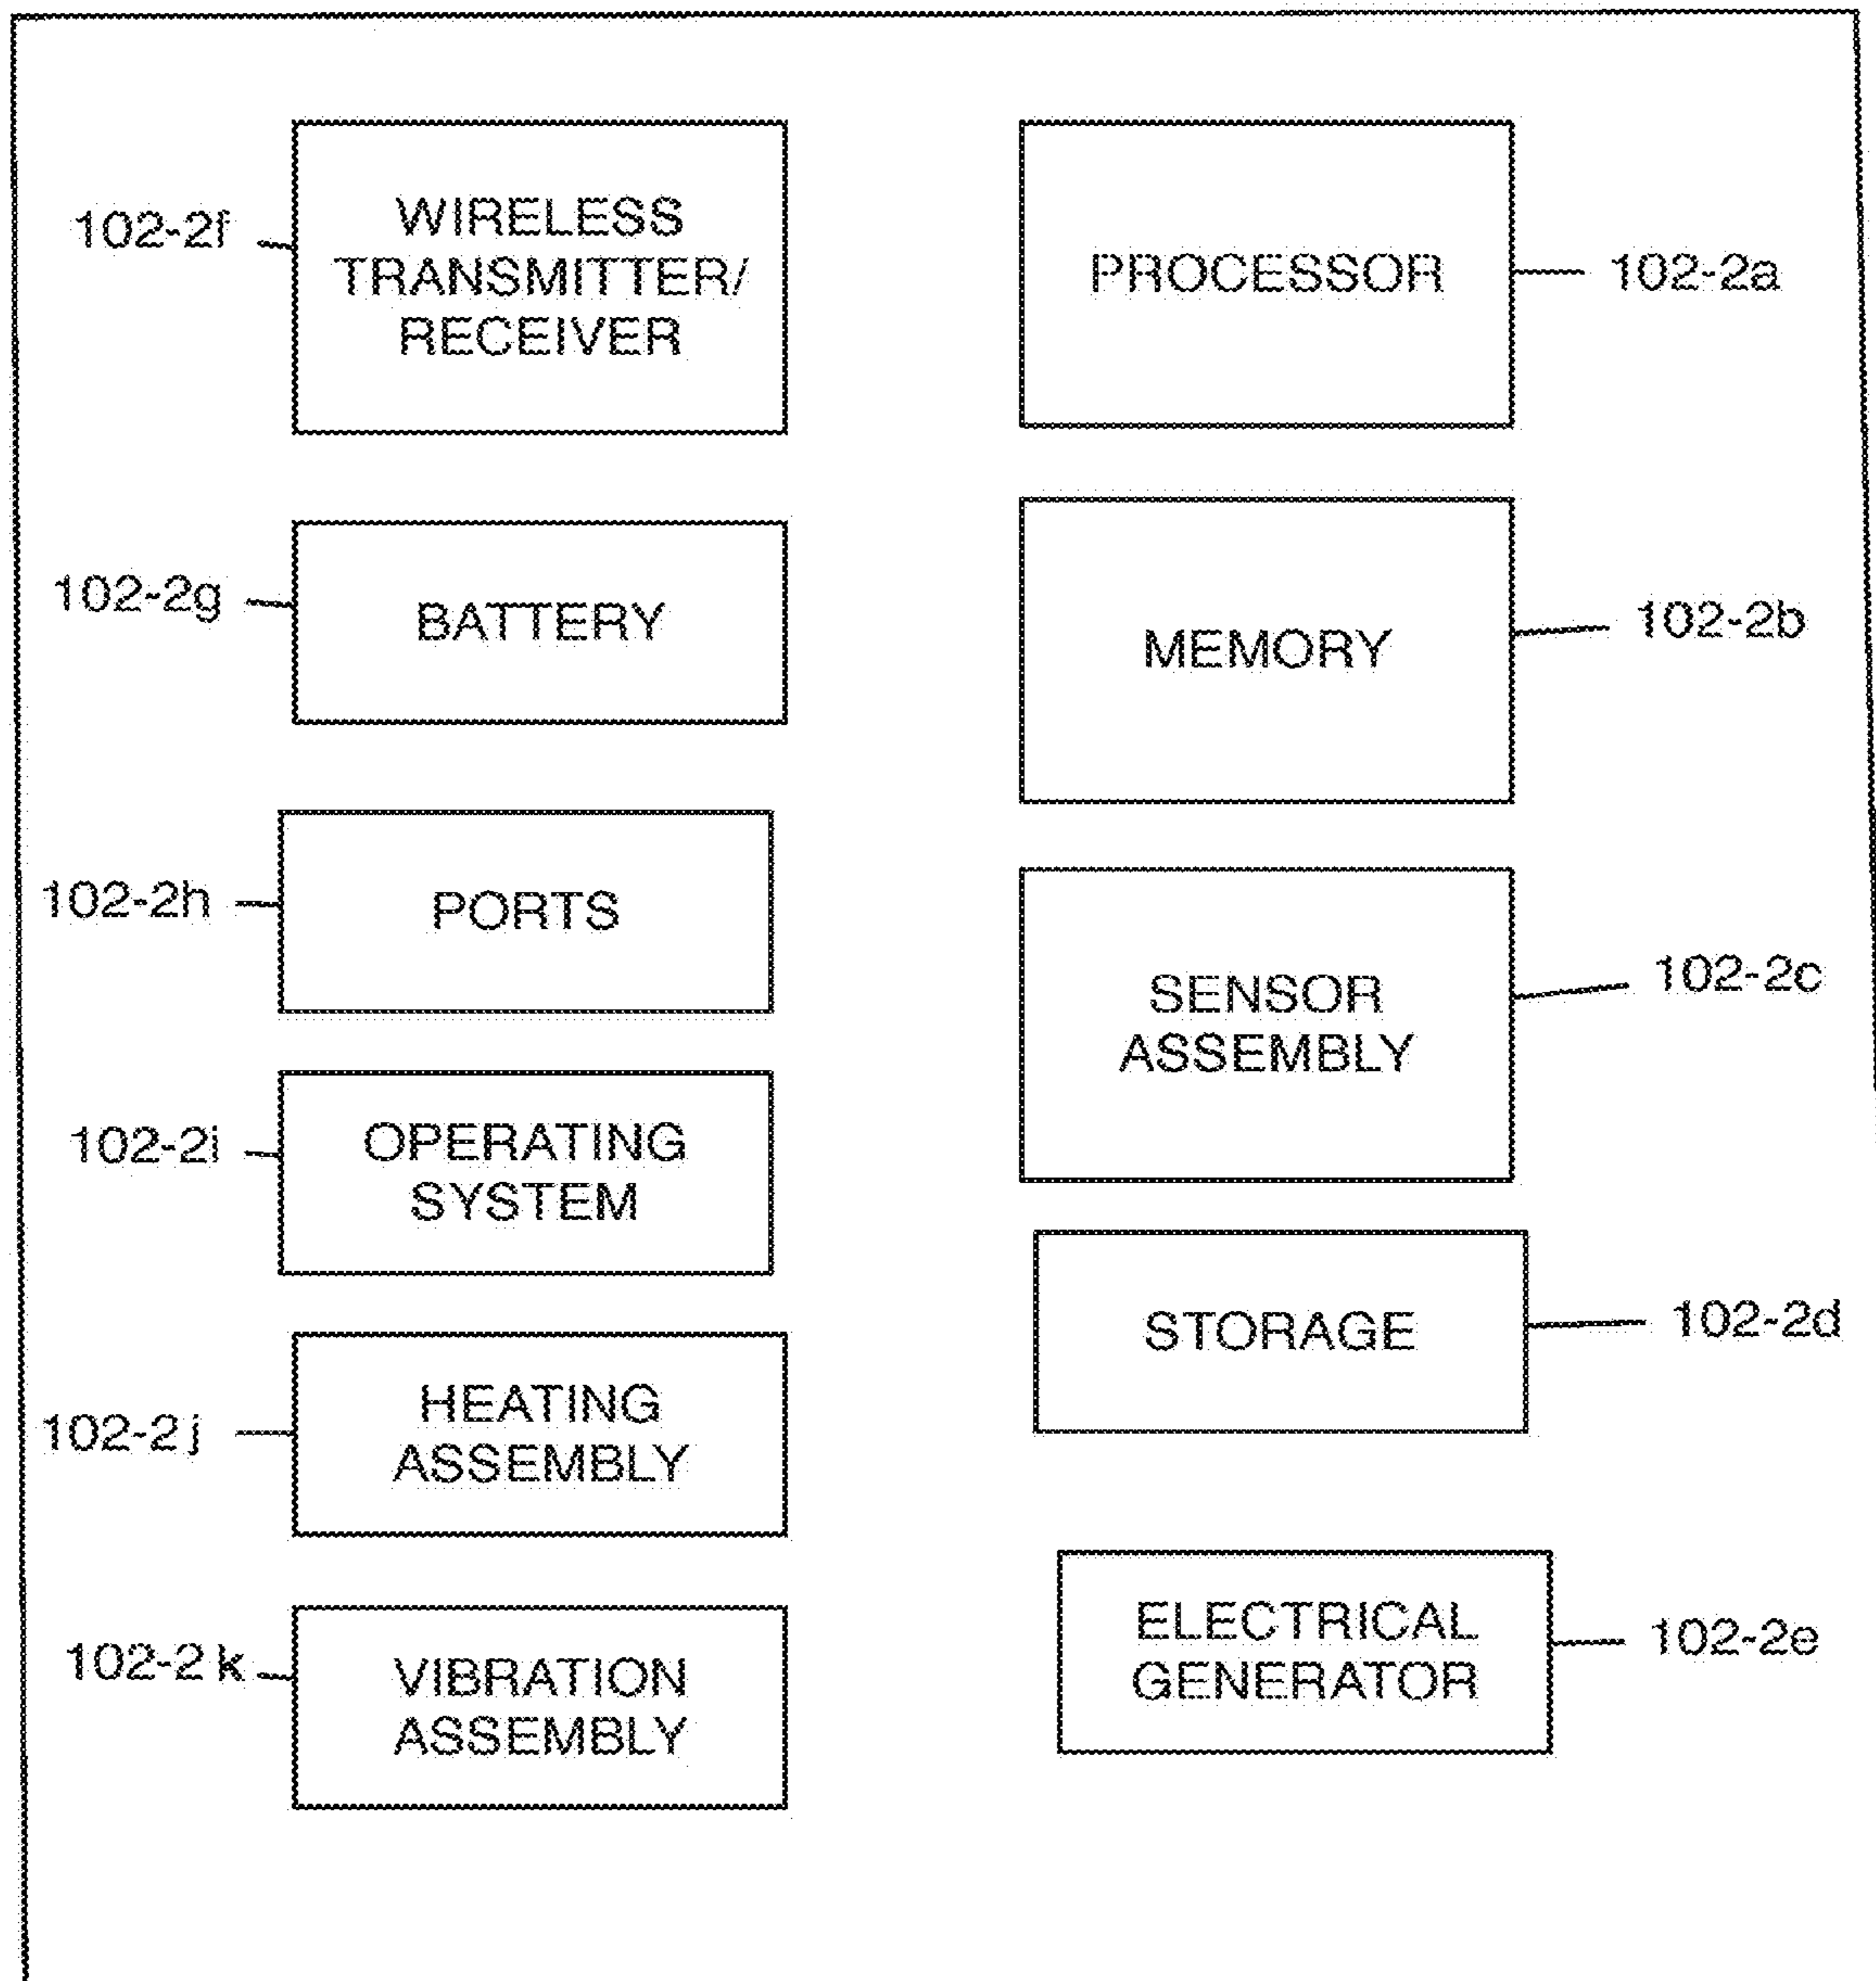 102-2f
WIRELESS
TRANSMITTER/
RECEIVER
PROCESSOR
102-2a
102-2g
BATTERY
MEMORY
102-2b
102-2h
PORTS
SENSOR
ASSEMBLY
102-2c
102-2i
OPERATING
SYSTEM
STORAGE
102-2d
102-2j
HEATING
ASSEMBLY
ELECTRICAL
GENERATOR
102-2e
102-2k
VIBRATION
ASSEMBLY